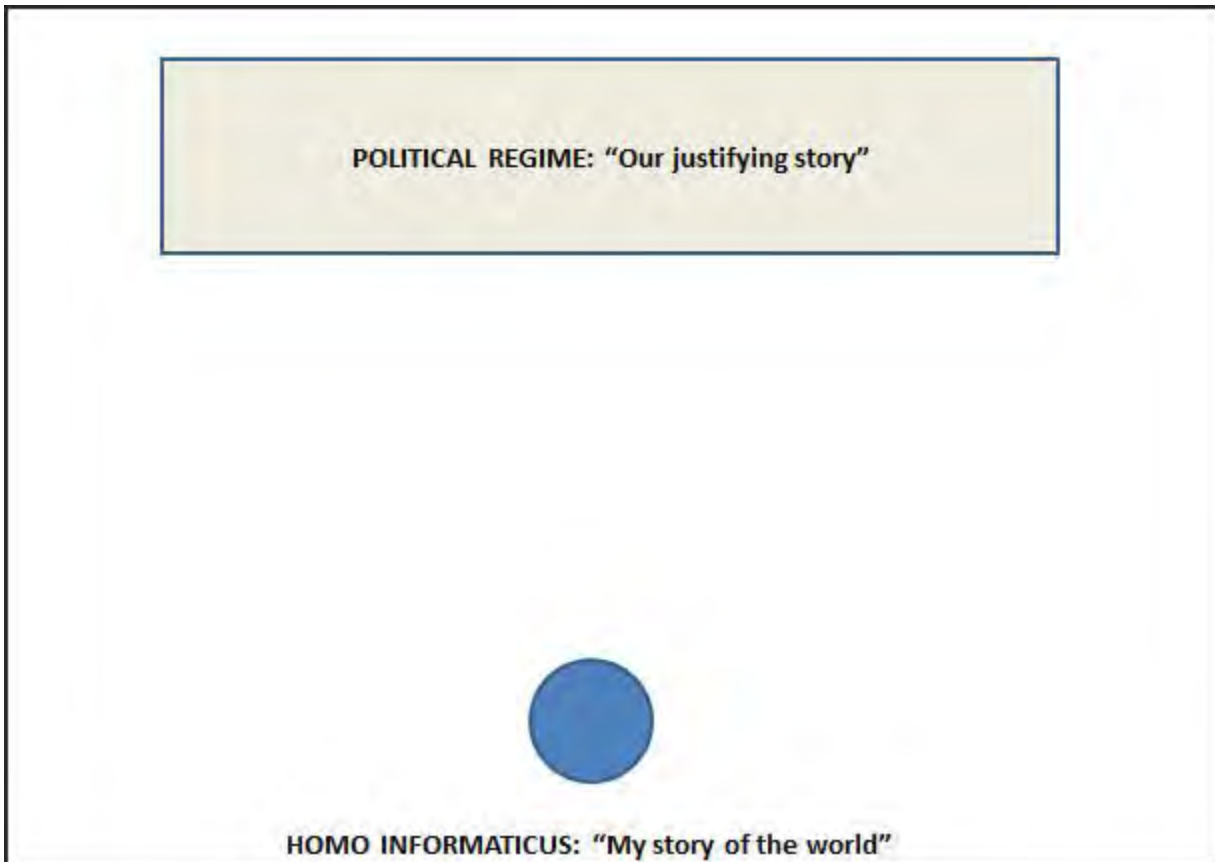 POLITICAL REGIME: “Our justifying story”
HOMO INFORMATICUS: “My story of the world”